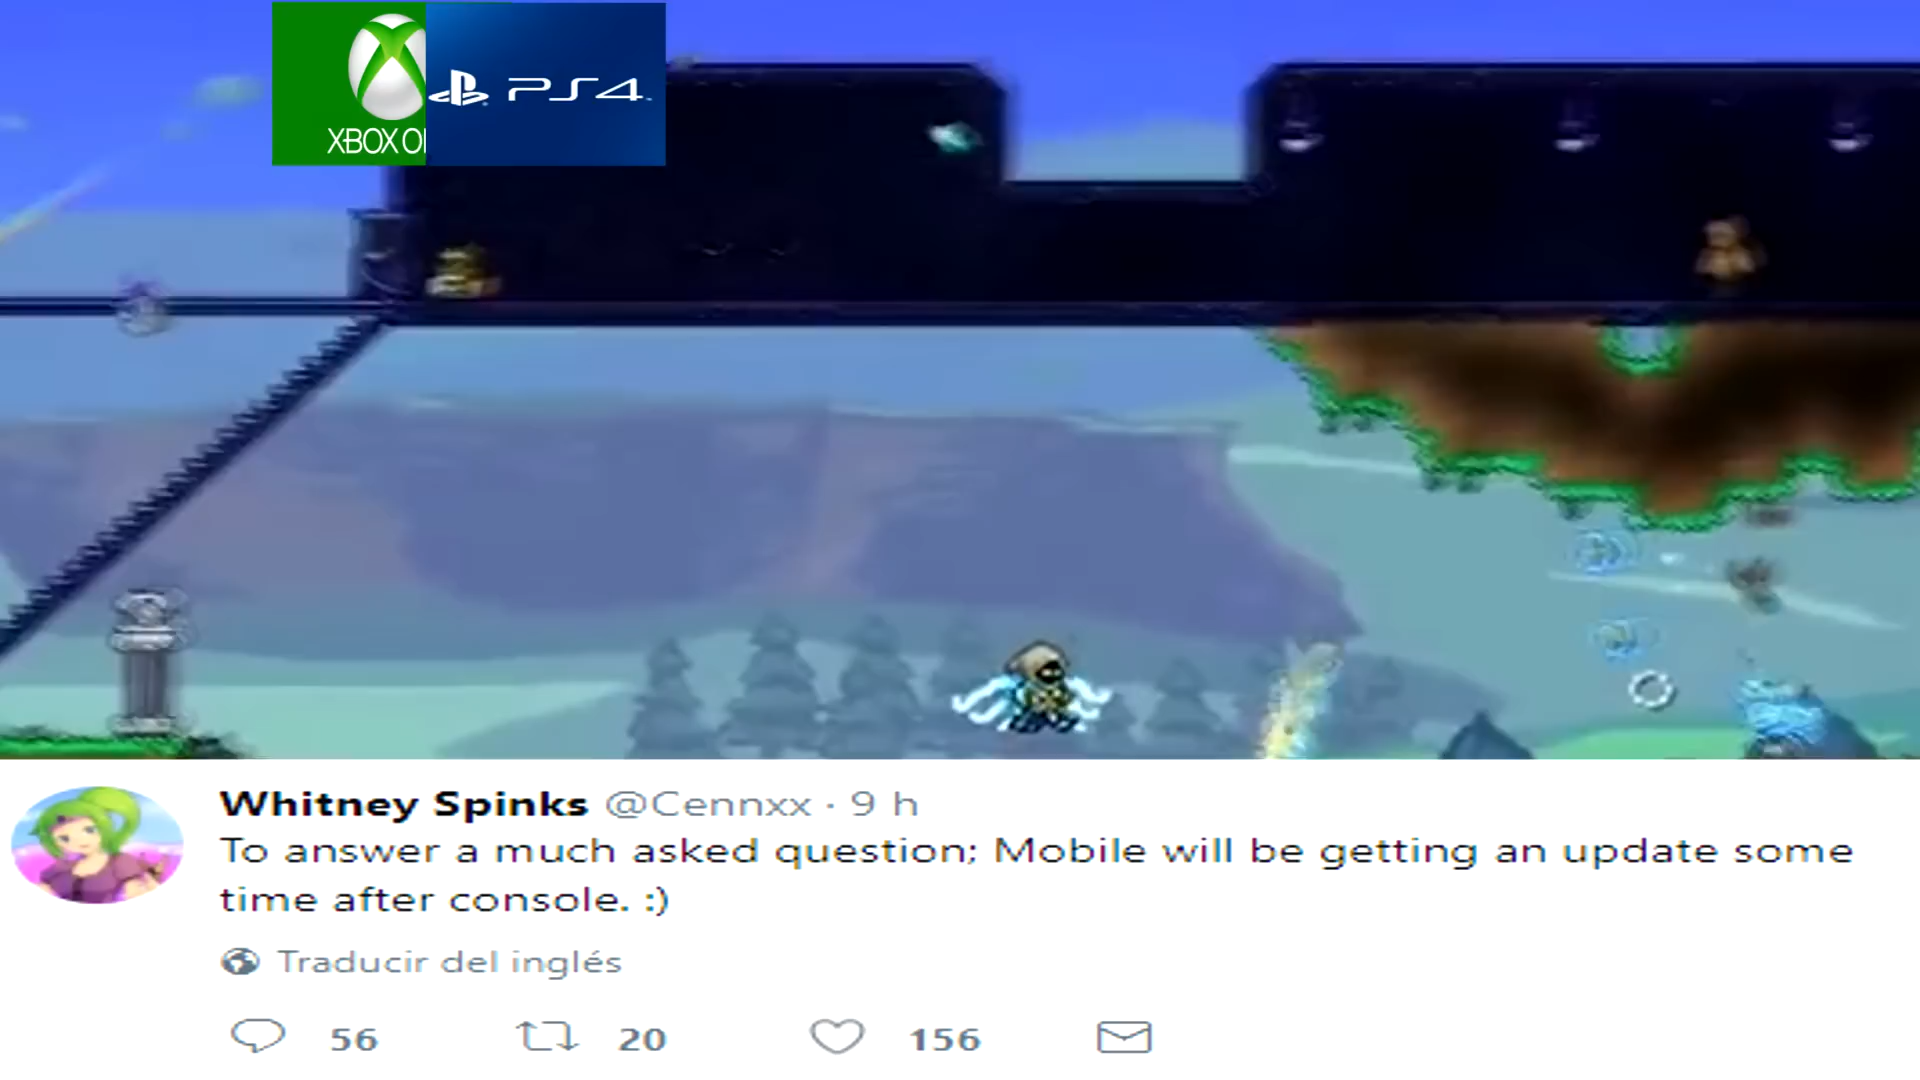 XBOX O
PS4
Whitney Spinks @Cennxx · 9 h
To answer a much asked question; Mobile will be getting an update some
time after console. :)
Traducir del inglés
56 20 156